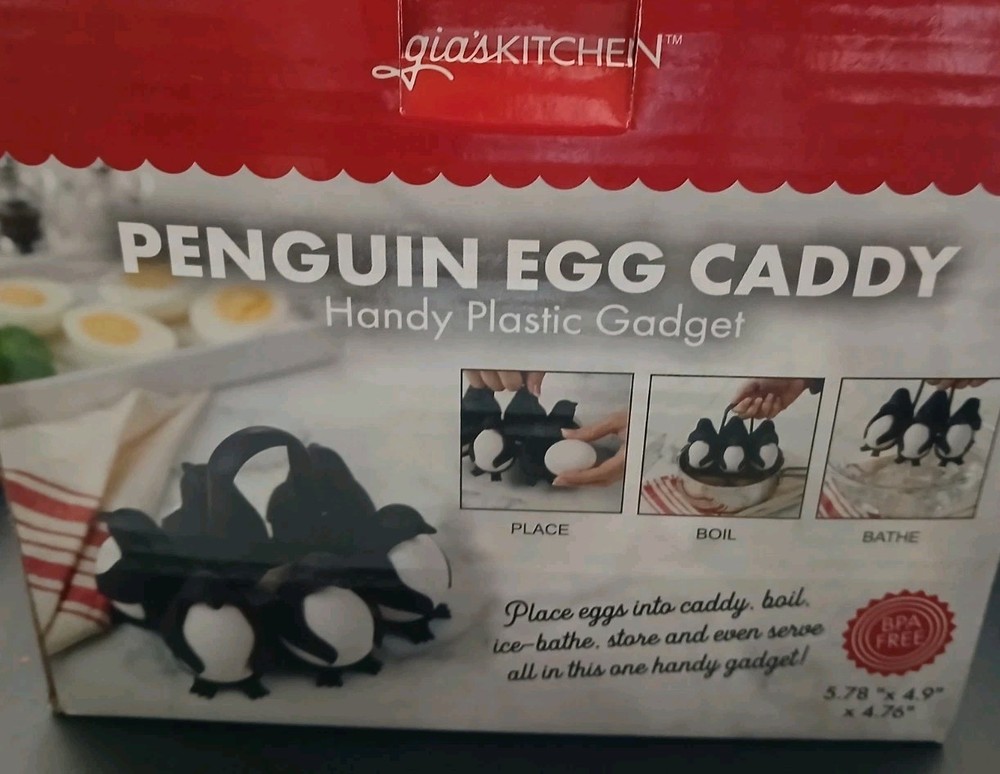 gia'sKITCHEN™
PENGUIN EGG CADDY
Handy Plastic Gadget
PLACE
BOIL
BATHE
Place eggs into caddy, boil,
ice-bathe, store and even serve
all in this one handy gadget!
BPA
FREE
5.78 "x 4.9"
x 4.76"